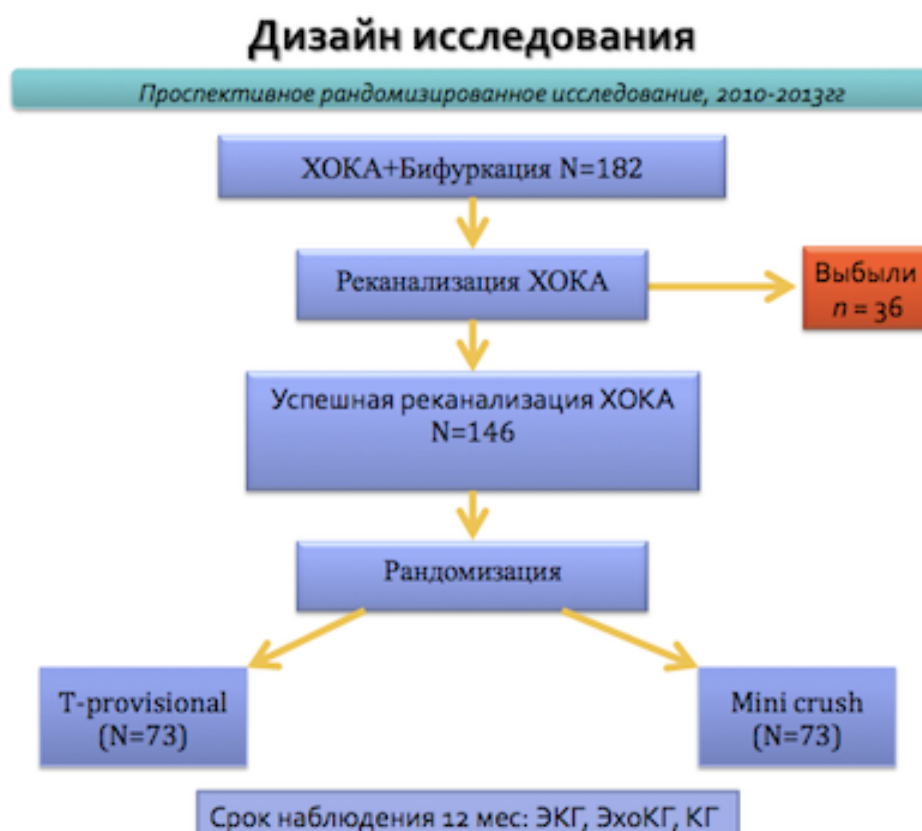 Дизайн исследования
Проспективное рандомизированное исследование, 2010-2013гг
ХОКА+Бифуркация N=182
Реканализация ХОКА
Выбыли
n = 36
Успешная реканализация ХОКА
N=146
Рандомизация
T-provisional
(N=73)
Mini crush
(N=73)
Срок наблюдения 12 мес: ЭКГ, ЭхоКГ, КГ